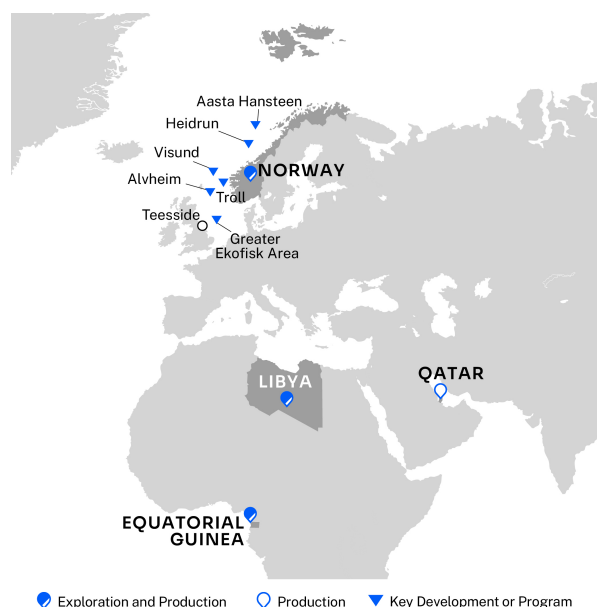 Aasta Hansteen
Heidrun
Visund
NORWAY
Alvheim
Troll
Teesside
Greater
Ekofisk Area
LIBYA
QATAR
EQUATORIAL
GUINEA
Exploration and Production
Production
Key Development or Program